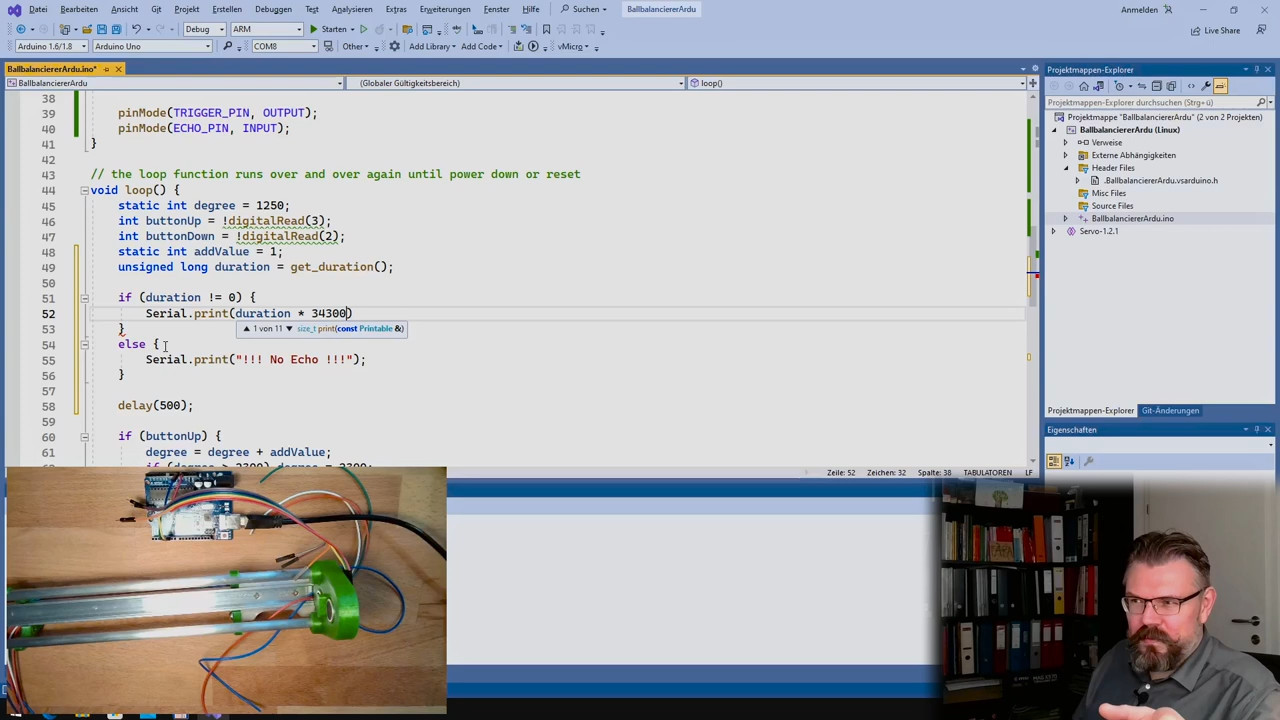 Datei Bearbeiten Ansicht Git Projekt Erstellen Debuggen Test Analysieren Extras Erweiterungen Fenster Hilfe Suchen BallbalanciererArdu Anmelden
Debug ARM Starten Live Share
Arduino 1.6/1.8 Arduino Uno COM8 Other Add Library Add Code vMicro
BallbalanciererArdu.ino*
BallbalanciererArdu (Globaler Gültigkeitsbereich) loop()
38
39 pinMode(TRIGGER_PIN, OUTPUT);
40 pinMode(ECHO_PIN, INPUT);
41 }
42
43 // the loop function runs over and over again until power down or reset
44 void loop() {
45 static int degree = 1250;
46 int buttonUp = !digitalRead(3);
47 int buttonDown = !digitalRead(2);
48 static int addValue = 1;
49 unsigned long duration = get_duration();
50
51 if (duration != 0) {
52 Serial.print(duration * 34300)
1 von 11 size_t print(const Printable &)
53 }
54 else {
55 Serial.print("!!! No Echo !!!");
56 }
57
58 delay(500);
59
60 if (buttonUp) {
61 degree = degree + addValue;
Zeile: 52 Zeichen: 32 Spalte: 38 TABULATOREN LF
Projektmappen-Explorer
Projektmappen-Explorer durchsuchen (Strg+ü)
Projektmappe "BallbalanciererArdu" (2 von 2 Projekten)
BallbalanciererArdu (Linux)
Verweise
Externe Abhängigkeiten
Header Files
.BallbalanciererArdu.vsarduino.h
Misc Files
Source Files
BallbalanciererArdu.ino
Servo-1.2.1
Projektmappen-Explorer Git-Änderungen
Eigenschaften